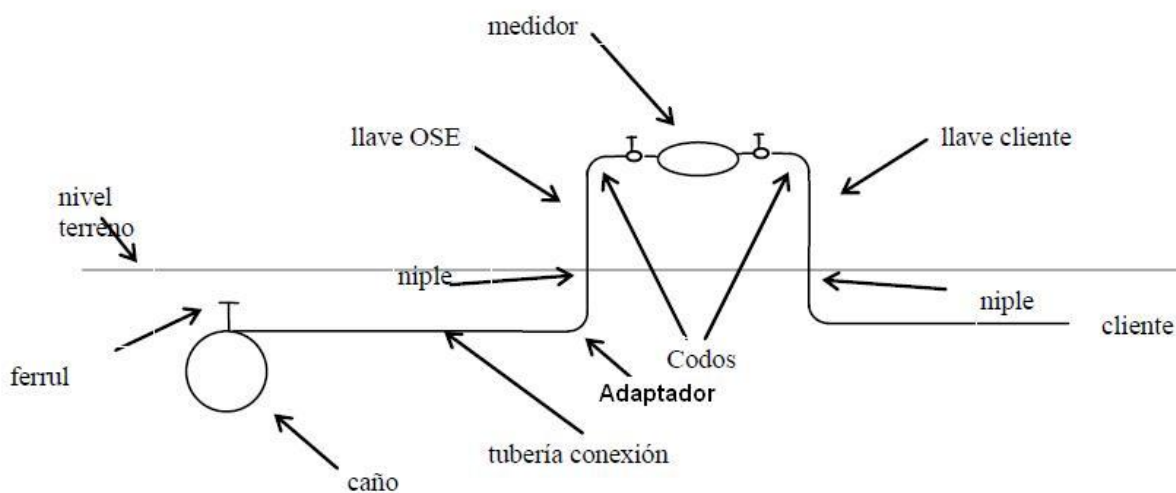 medidor
llave OSE
llave cliente
nivel
terreno
niple
niple
cliente
ferrul
Codos
Adaptador
tubería conexión
caño